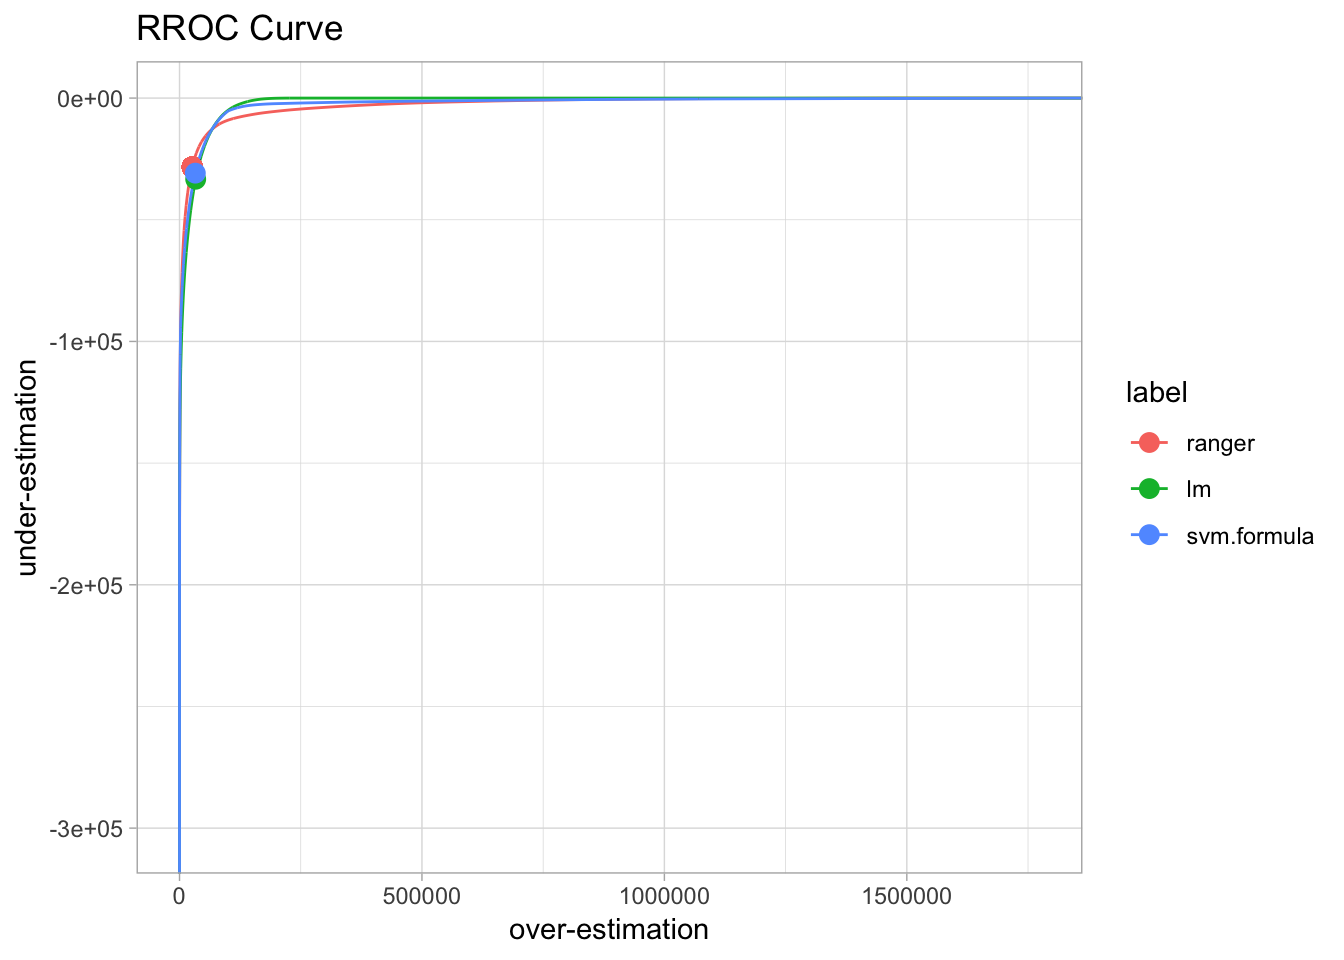 RROC Curve
0e+00
-1e+05
-2e+05
-3e+05
under-estimation
0
500000
1000000
1500000
over-estimation
label
ranger
lm
svm.formula